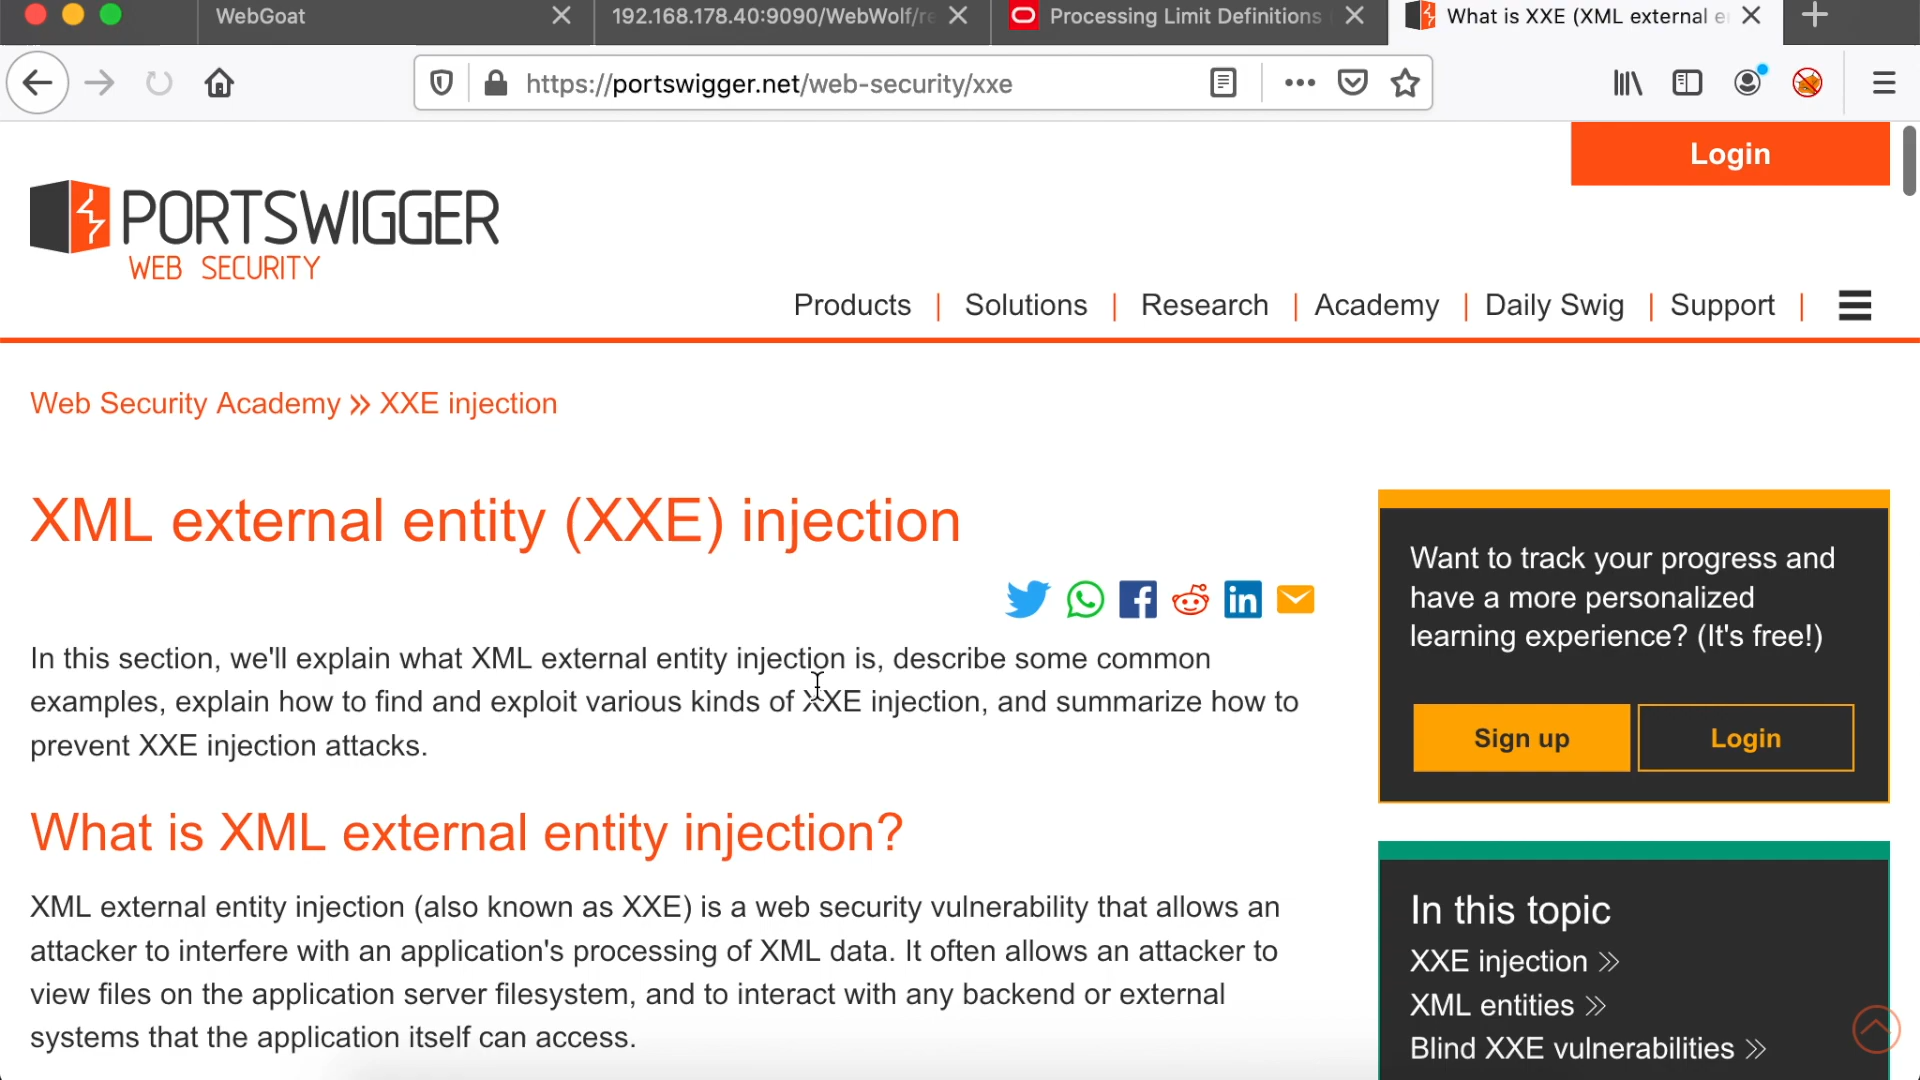 WebGoat
192.168.178.40:9090/WebWolf/re
Processing Limit Definitions
What is XXE (XML external e
https://portswigger.net/web-security/xxe
Login
PORTSWIGGER
WEB SECURITY
Products | Solutions | Research | Academy | Daily Swig | Support |
Web Security Academy » XXE injection
XML external entity (XXE) injection
in
In this section, we'll explain what XML external entity injection is, describe some common
examples, explain how to find and exploit various kinds of XXE injection, and summarize how to
prevent XXE injection attacks.
What is XML external entity injection?
XML external entity injection (also known as XXE) is a web security vulnerability that allows an
attacker to interfere with an application's processing of XML data. It often allows an attacker to
view files on the application server filesystem, and to interact with any backend or external
systems that the application itself can access.
Want to track your progress and
have a more personalized
learning experience? (It's free!)
Sign up
Login
In this topic
XXE injection »
XML entities »
Blind XXE vulnerabilities »